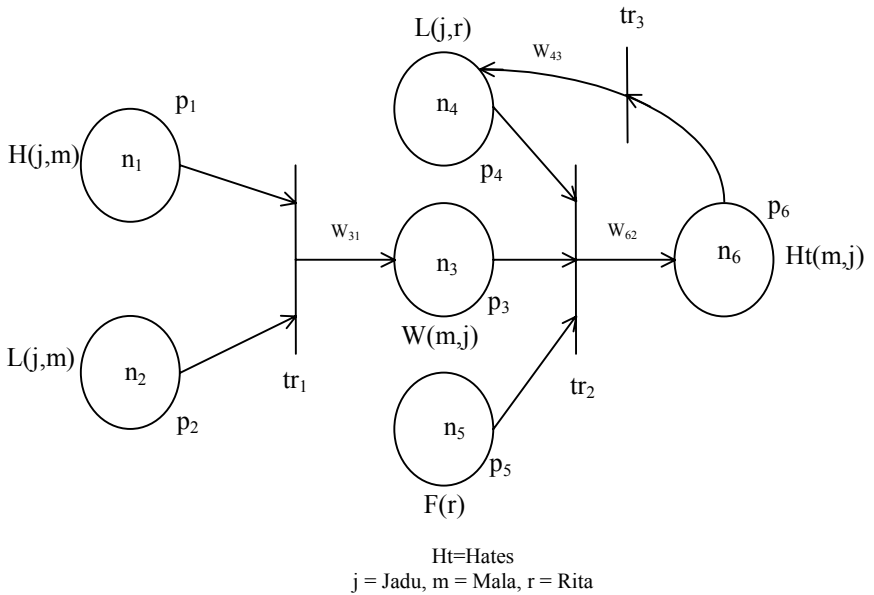 L(j,r)
tr₃
W₄₃
p₁
n₄
H(j,m)
n₁
p₄
p₆
W₃₁
W₆₂
n₃
n₆
Ht(m,j)
p₃
W(m,j)
L(j,m)
n₂
tr₁
tr₂
p₂
n₅
p₅
F(r)
Ht=Hates
j = Jadu, m = Mala, r = Rita